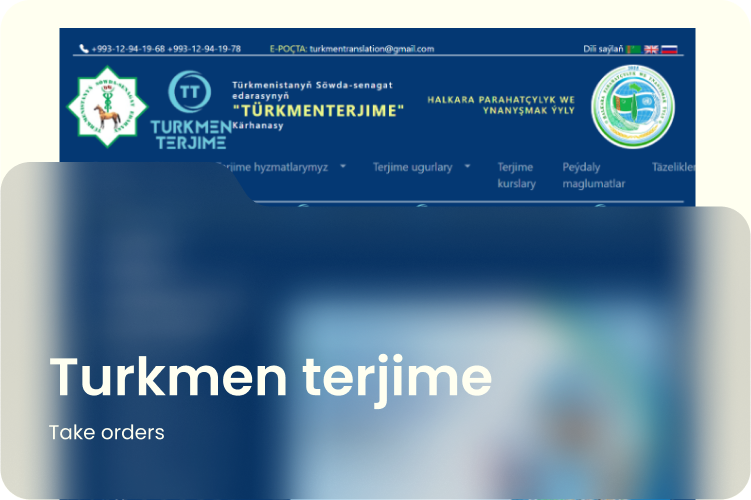 +993-12-94-19-68 +993-12-94-19-78
E-POÇTA: turkmentranslation@gmail.com
Dili saýlaň
TT
TURKMEN
TERJIME
Türkmenistanyň Söwda-senagat
edarasynyň
"TÜRKMENTERJIME"
Kärhanasy
HALKARA PARAHATÇYLYK WE
YNANYŞMAK ÝYLY
2025
Terjime hyzmatlarymyz
Terjime ugurlary
Terjime
kurslary
Peýdaly
maglumatlar
Täzelikler
Turkmen terjime
Take orders